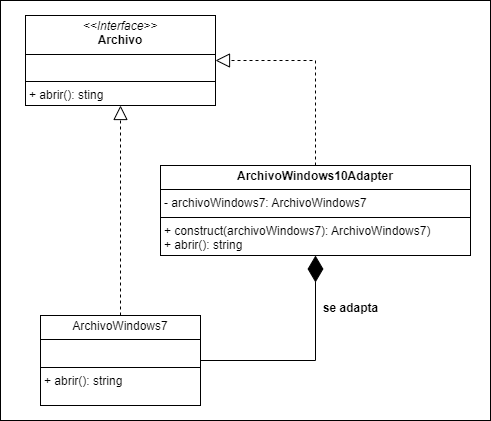 <<Interface>>
Archivo
+ abrir(): sting
ArchivoWindows10Adapter
- archivoWindows7: ArchivoWindows7
+ construct(archivoWindows7): ArchivoWindows7)
+ abrir(): string
se adapta
ArchivoWindows7
+ abrir(): string